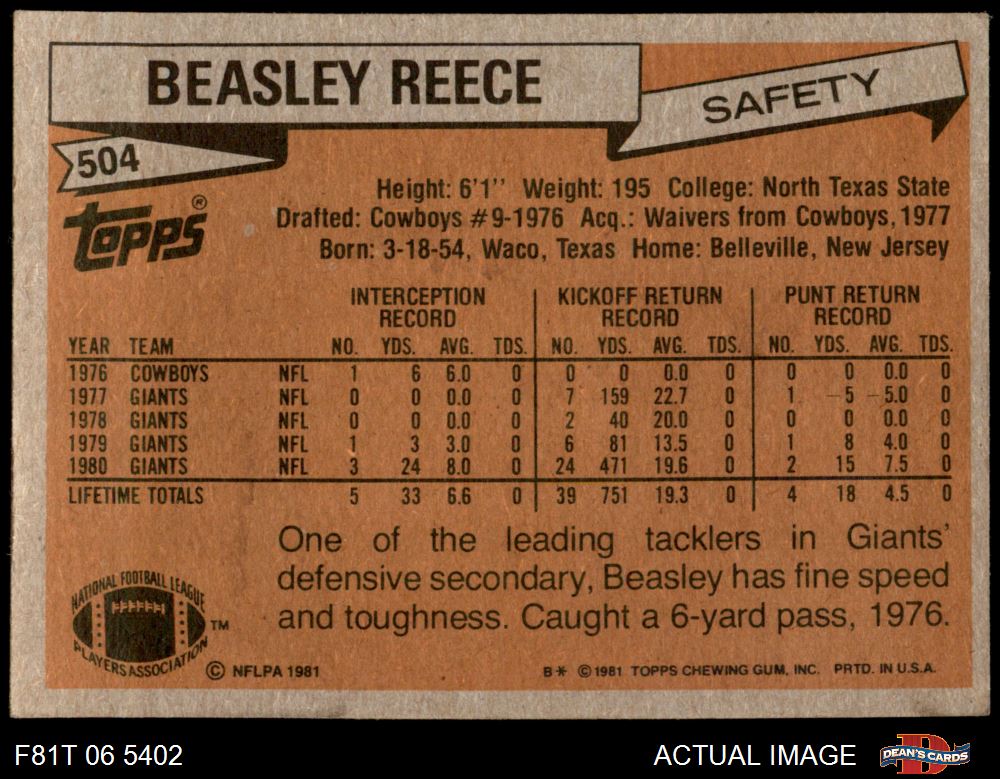 BEASLEY REECE
SAFETY
504
topps®
Height: 6'1" Weight: 195 College: North Texas State
Drafted: Cowboys #9-1976 Acq.: Waivers from Cowboys, 1977
Born: 3-18-54, Waco, Texas Home: Belleville, New Jersey
INTERCEPTION RECORD KICKOFF RETURN RECORD PUNT RETURN RECORD
YEAR TEAM NO. YDS. AVG. TDS. NO. YDS. AVG. TDS. NO. YDS. AVG. TDS.
1976 COWBOYS NFL 1 6 6.0 0 0 0 0.0 0 0 0 0.0 0
1977 GIANTS NFL 0 0 0.0 0 7 159 22.7 0 1 -5 -5.0 0
1978 GIANTS NFL 0 0 0.0 0 2 40 20.0 0 0 0 0.0 0
1979 GIANTS NFL 1 3 3.0 0 6 81 13.5 0 1 8 4.0 0
1980 GIANTS NFL 3 24 8.0 0 24 471 19.6 0 2 15 7.5 0
LIFETIME TOTALS 5 33 6.6 0 39 751 19.3 0 4 18 4.5 0
One of the leading tacklers in Giants'
defensive secondary, Beasley has fine speed
and toughness. Caught a 6-yard pass, 1976.
NATIONAL FOOTBALL LEAGUE
PLAYERS ASSOCIATION
TM
© NFLPA 1981
B* © 1981 TOPPS CHEWING GUM, INC. PRTD. IN U.S.A.
F81T 06 5402
ACTUAL IMAGE
DEAN'S CARDS